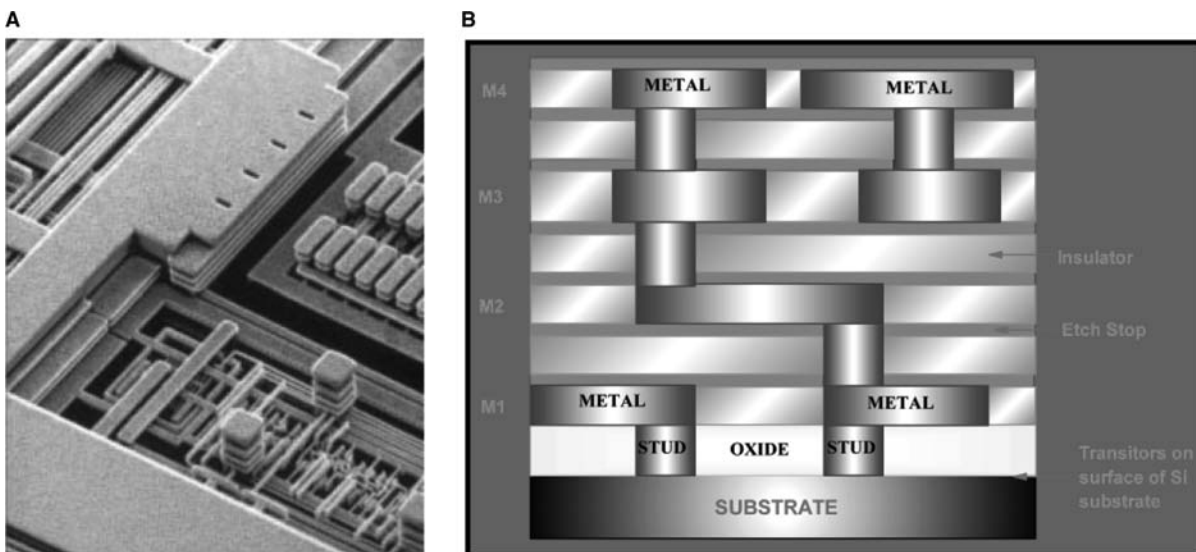 A
B
M4
METAL
METAL
M3
Insulator
M2
Etch Stop
M1
METAL
METAL
STUD
OXIDE
STUD
Transitors on
surface of Si
substrate
SUBSTRATE